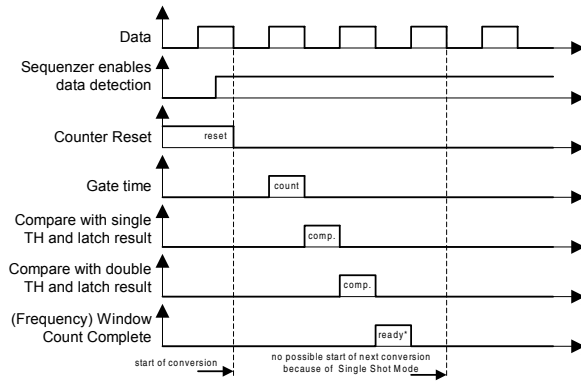 Data
Sequenzer enables
data detection
Counter Reset
reset
Gate time
count
Compare with single
TH and latch result
comp.
Compare with double
TH and latch result
comp.
(Frequency) Window
Count Complete
ready*
start of conversion
no possible start of next conversion
because of Single Shot Mode